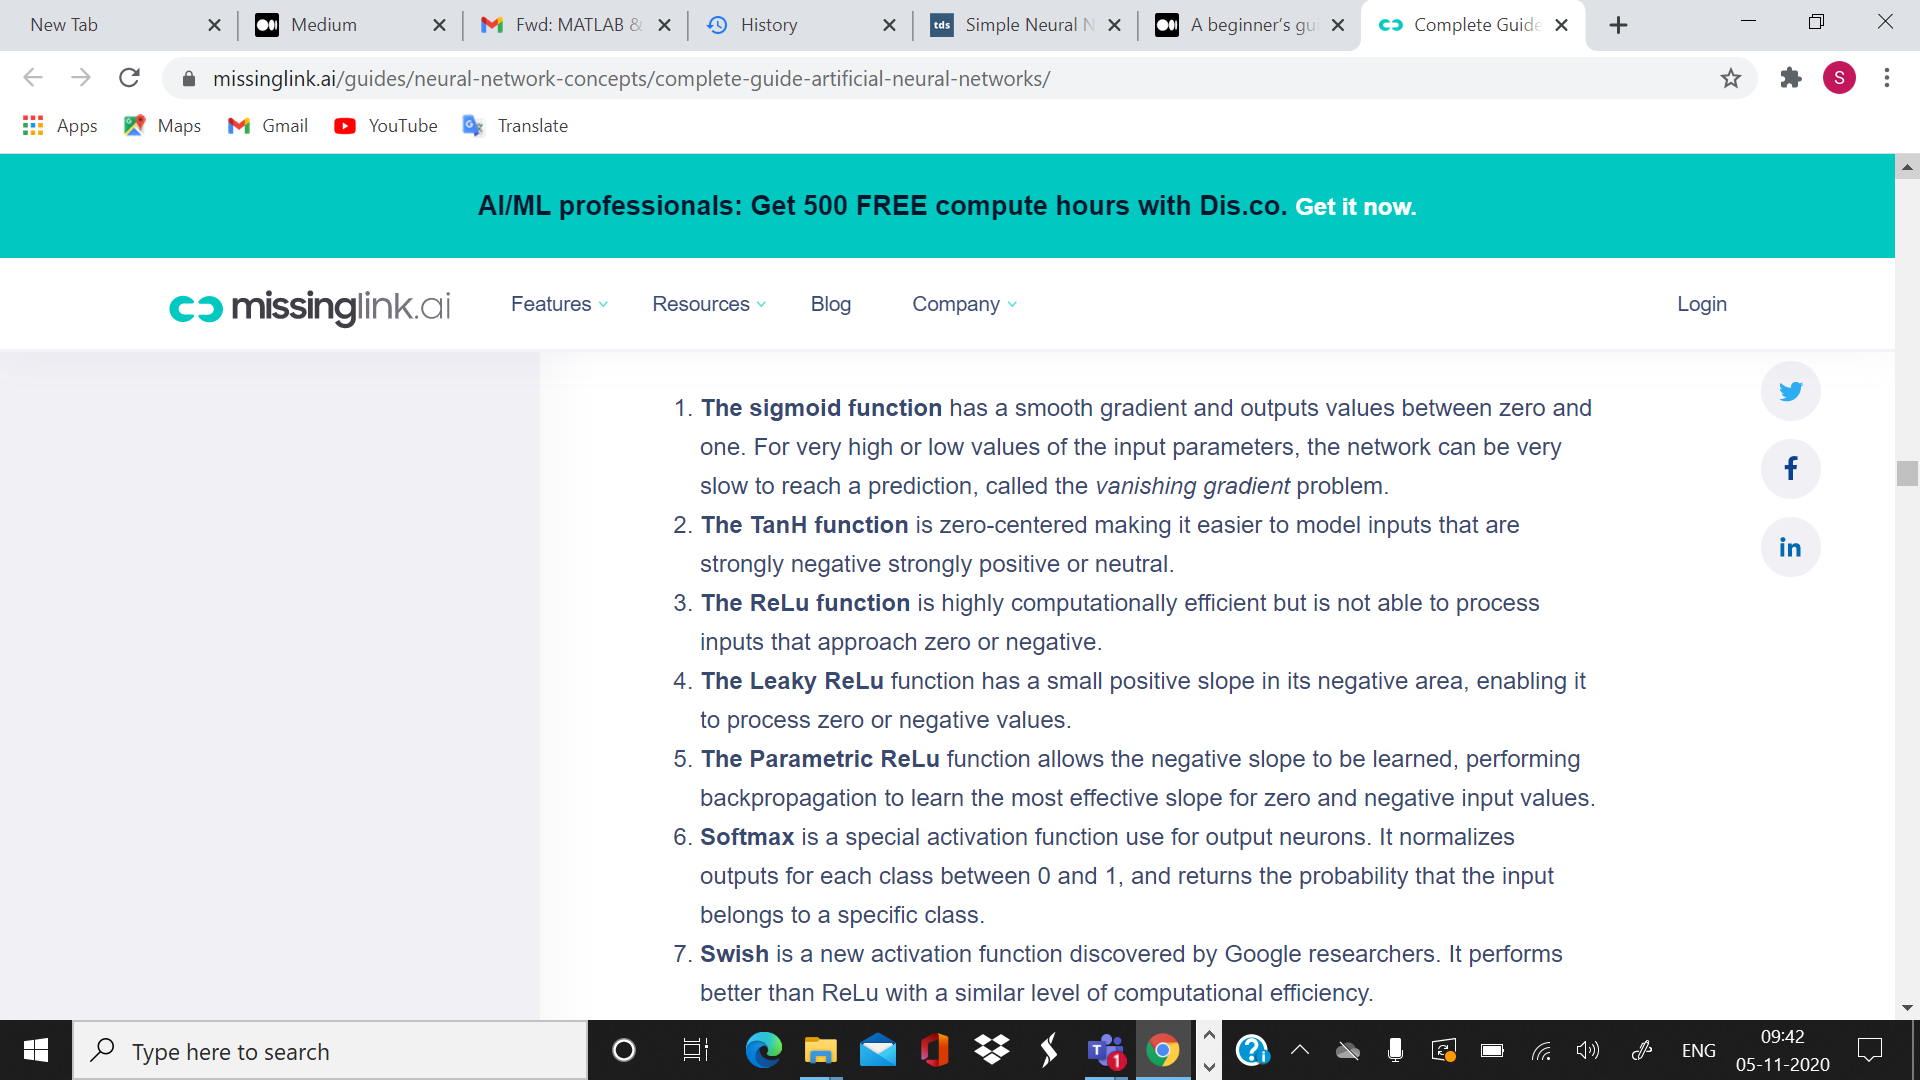 New Tab
Medium
Fwd: MATLAB &
History
tds
Simple Neural N
A beginner's gui
Complete Guide
missinglink.ai/guides/neural-network-concepts/complete-guide-artificial-neural-networks/
S
Apps
Maps
Gmail
YouTube
Translate
AI/ML professionals: Get 500 FREE compute hours with Dis.co. Get it now.
missinglink.ai
Features
Resources
Blog
Company
Login
1. The sigmoid function has a smooth gradient and outputs values between zero and
one. For very high or low values of the input parameters, the network can be very
slow to reach a prediction, called the vanishing gradient problem.
2. The TanH function is zero-centered making it easier to model inputs that are
strongly negative strongly positive or neutral.
3. The ReLu function is highly computationally efficient but is not able to process
inputs that approach zero or negative.
4. The Leaky ReLu function has a small positive slope in its negative area, enabling it
to process zero or negative values.
5. The Parametric ReLu function allows the negative slope to be learned, performing
backpropagation to learn the most effective slope for zero and negative input values.
6. Softmax is a special activation function use for output neurons. It normalizes
outputs for each class between 0 and 1, and returns the probability that the input
belongs to a specific class.
7. Swish is a new activation function discovered by Google researchers. It performs
better than ReLu with a similar level of computational efficiency.
f
in
Type here to search
T
1
ENG
09:42
05-11-2020